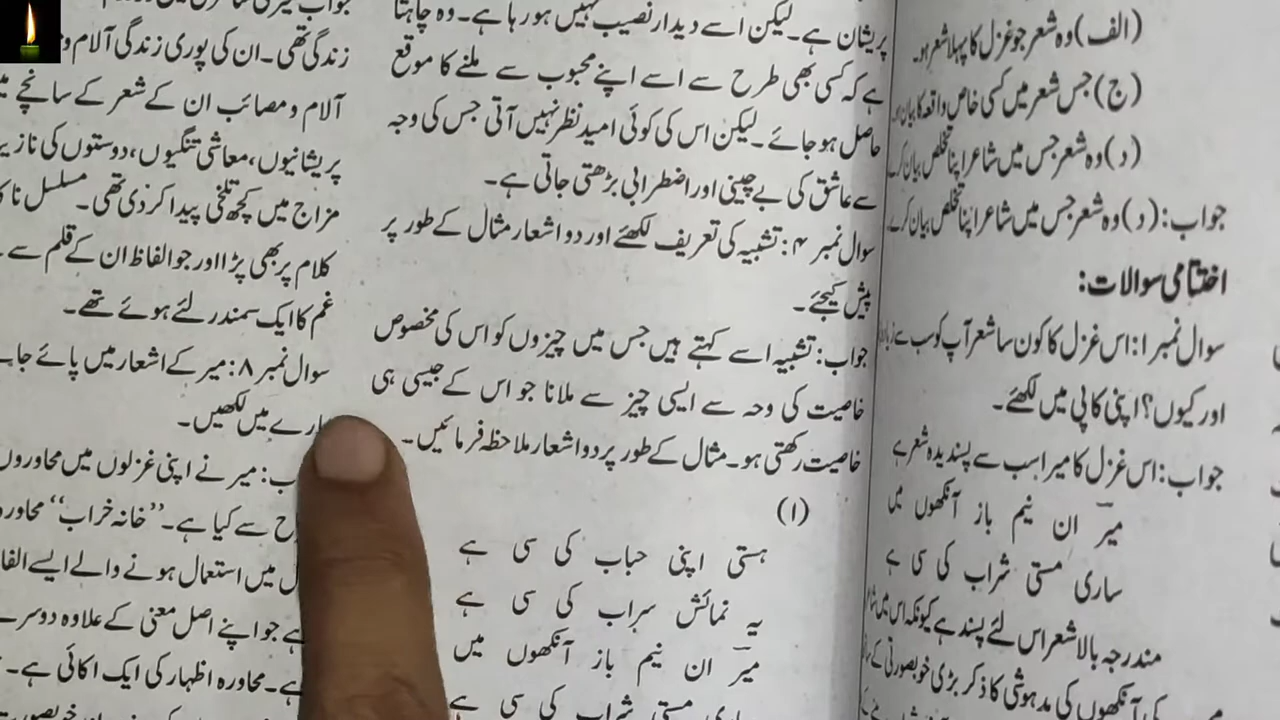 (الف) وہ شعر جو غزل کا پہلا شعر ہو۔
(ج) جس شعر میں کسی خاص واقعہ کا بیان ہو
(د) وہ شعر جس میں شاعر اپنا تخلص بیان کرے
جواب: (د) وہ شعر جس میں شاعر اپنا تخلص بیان کرے
اختتامی سوالات:
سوال نمبر ۱: اس غزل کا کون سا شعر آپ کو سب سے
اور کیوں؟ اپنی کاپی میں لکھئے۔
جواب: اس غزل کا میرا سب سے پسندیدہ شعر ہے
میرؔ ان نیم باز آنکھوں میں
ساری مستی شراب کی سی ہے
مندرجہ بالا شعر اس لئے پسند ہے کیونکہ اس میں
کی آنکھوں کی مدہوشی کا ذکر بڑی خوبصورتی کے
پریشان ہے۔ لیکن اسے دیدار نصیب نہیں ہو رہا ہے۔ وہ چاہتا
ہے کہ کسی بھی طرح سے اسے اپنے محبوب سے ملنے کا موقع
حاصل ہو جائے۔ لیکن اس کی کوئی امید نظر نہیں آتی جس کی وجہ
سے عاشق کی بے چینی اور اضطرابی بڑھتی جاتی ہے۔
سوال نمبر ۴: تشبیہ کی تعریف لکھئے اور دو اشعار مثال کے طور پر
پیش کیجئے۔
جواب: تشبیہ اسے کہتے ہیں جس میں چیزوں کو اس کی مخصوص
خاصیت کی وجہ سے ایسی چیز سے ملانا جو اس کے جیسی ہی
خاصیت رکھتی ہو۔ مثال کے طور پر دو اشعار ملاحظہ فرمائیں۔
(۱)
ہستی اپنی حباب کی سی ہے
یہ نمائش سراب کی سی ہے
میرؔ ان نیم باز آنکھوں میں
ساری مستی شراب کی سی ہے
زندگی تھی۔ ان کی پوری زندگی آلام و
آلام و مصائب ان کے شعر کے سانچے
پریشانیوں، معاشی تنگیوں، دوستوں کی
مزاج میں کچھ تلخی پیدا کر دی تھی۔ مسلسل
کلام پر بھی پڑا اور جو الفاظ ان کے قلم سے
غم کا ایک سمندر لئے ہوئے تھے۔
سوال نمبر ۸: میر کے اشعار میں پائے
بارے میں لکھیں۔
میر نے اپنی غزلوں میں محاوروں
سے کیا ہے۔ ”خانہ خراب“
میں استعمال ہونے والے ایسے
ہے جو اپنے اصل معنی کے علاوہ دوسرے
ہے۔ محاورہ اظہار کی ایک اکائی ہے۔